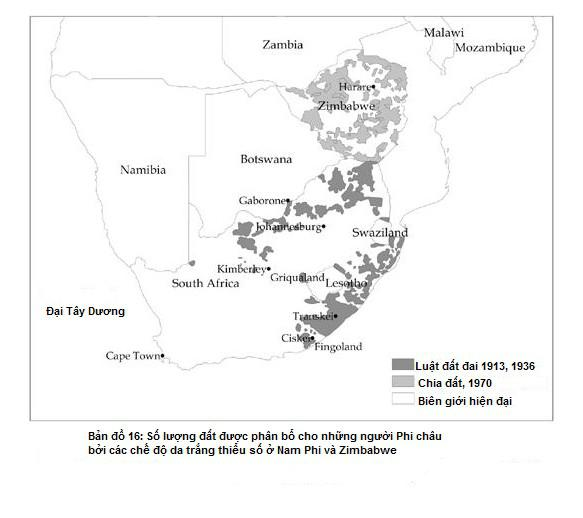 Malawi
Zambia
Mozambique
Harare
Zimbabwe
Botswana
Namibia
Gaborone
Johannesburg
Swaziland
Kimberley
Griqualand
South Africa
Lesotho
Đại Tây Dương
Transkei
Ciskei
Fingoland
Cape Town
Luật đất đai 1913, 1936
Chia đất, 1970
Biên giới hiện đại
Bản đồ 16: Số lượng đất được phân bố cho những người Phi châu
bởi các chế độ da trắng thiểu số ở Nam Phi và Zimbabwe